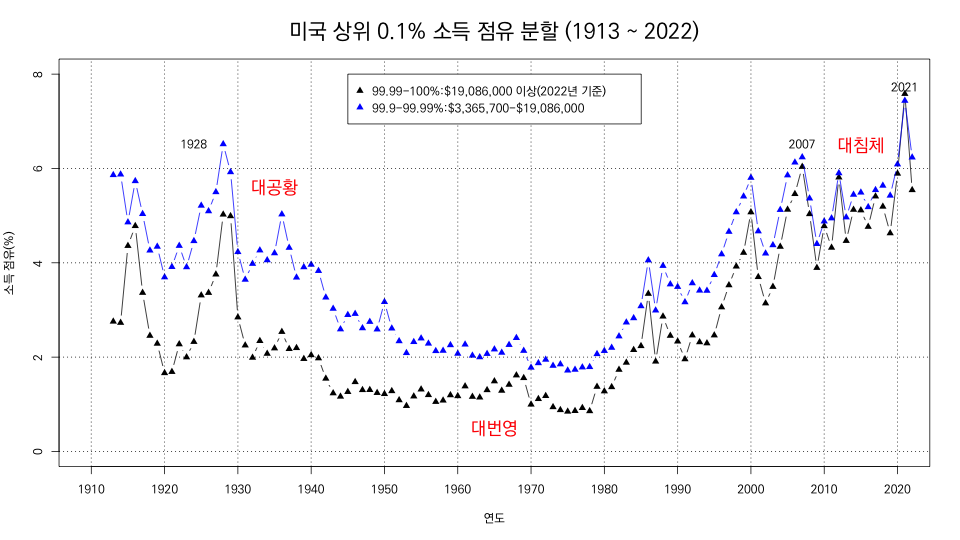 미국 상위 0.1% 소득 점유 분할 (1913 ~ 2022)
99.99-100%:$19,086,000 이상(2022년 기준)
99.9-99.99%:$3,365,700-$19,086,000
2021
1928
2007
대침체
대공황
대번영
소득 점유(%)
8
6
4
2
0
1910 1920 1930 1940 1950 1960 1970 1980 1990 2000 2010 2020
연도